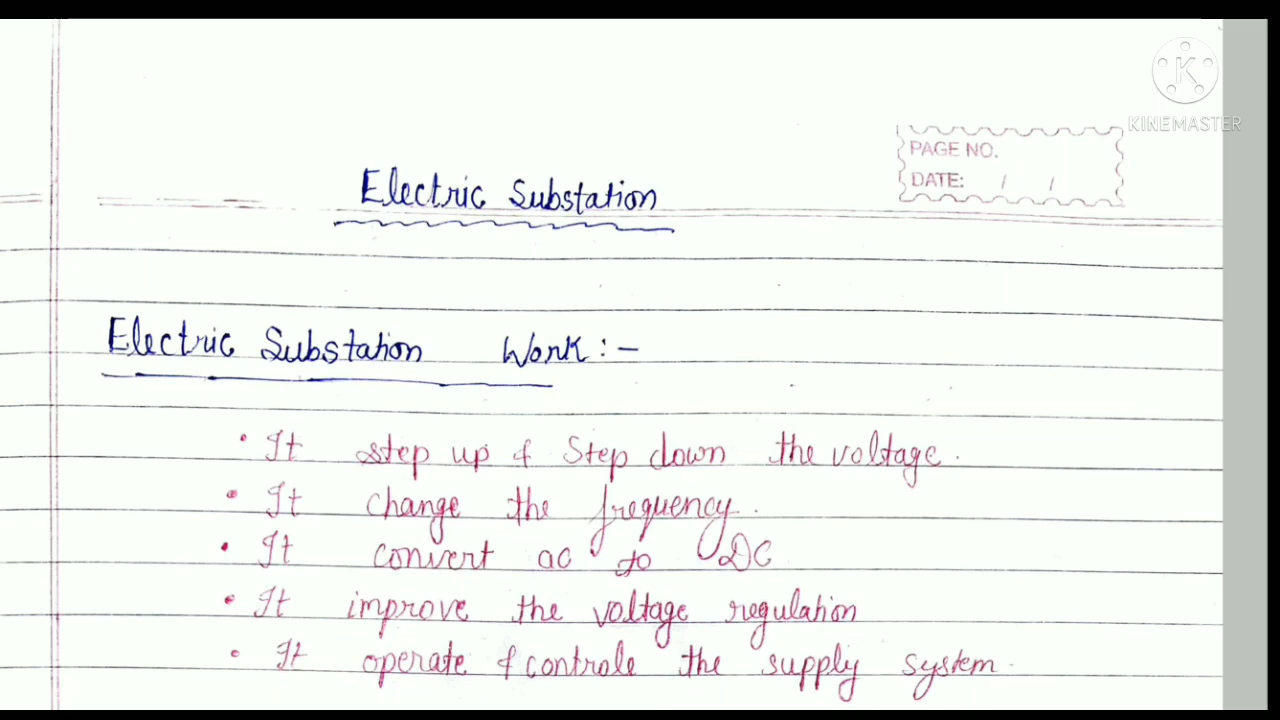 KINEMASTER
PAGE NO.
DATE: / /
Electric Substation
Electric Substation Work :-
• It step up & Step down the voltage.
• It change the frequency.
• It convert ac to DC
• It improve the voltage regulation
• It operate & controle the supply system.